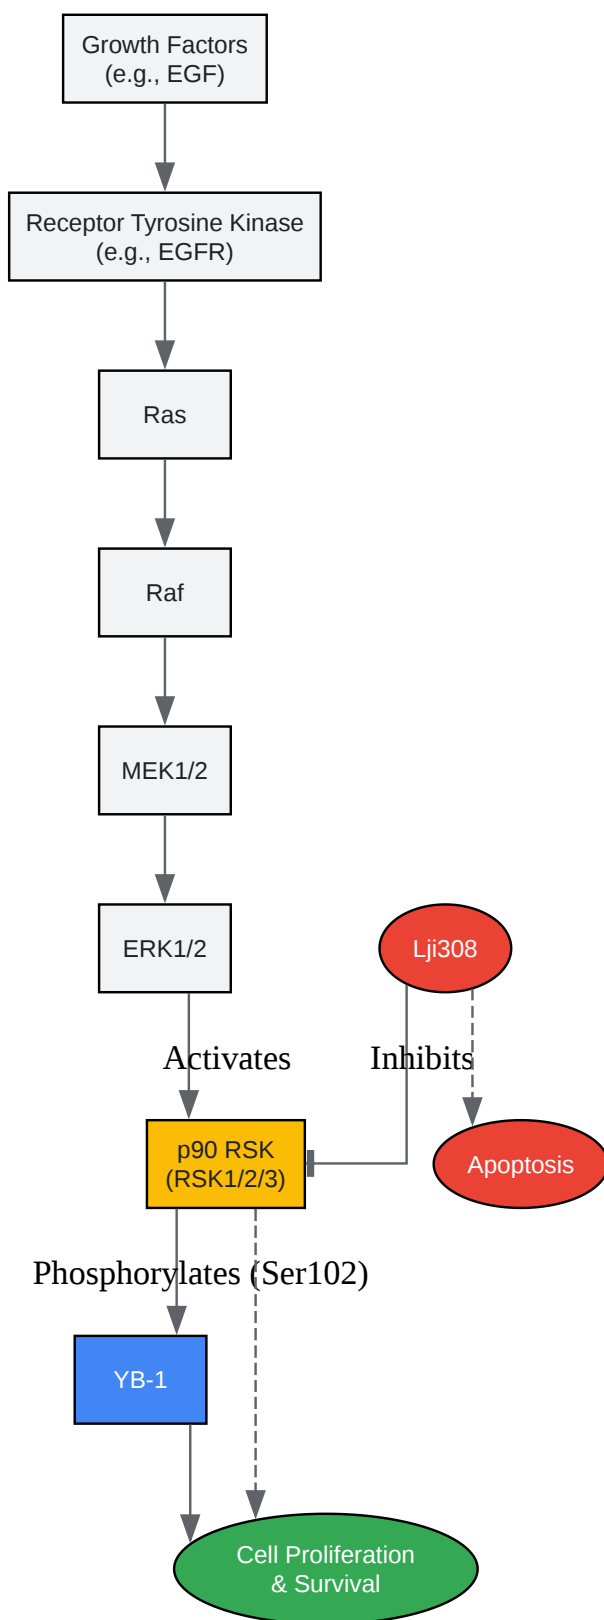 Growth Factors
(e.g., EGF)
Receptor Tyrosine Kinase
(e.g., EGFR)
Ras
Raf
MEK1/2
ERK1/2
Lji308
Activates
Inhibits
p90 RSK
(RSK1/2/3)
Apoptosis
Phosphorylates (Ser102)
YB-1
Cell Proliferation
& Survival